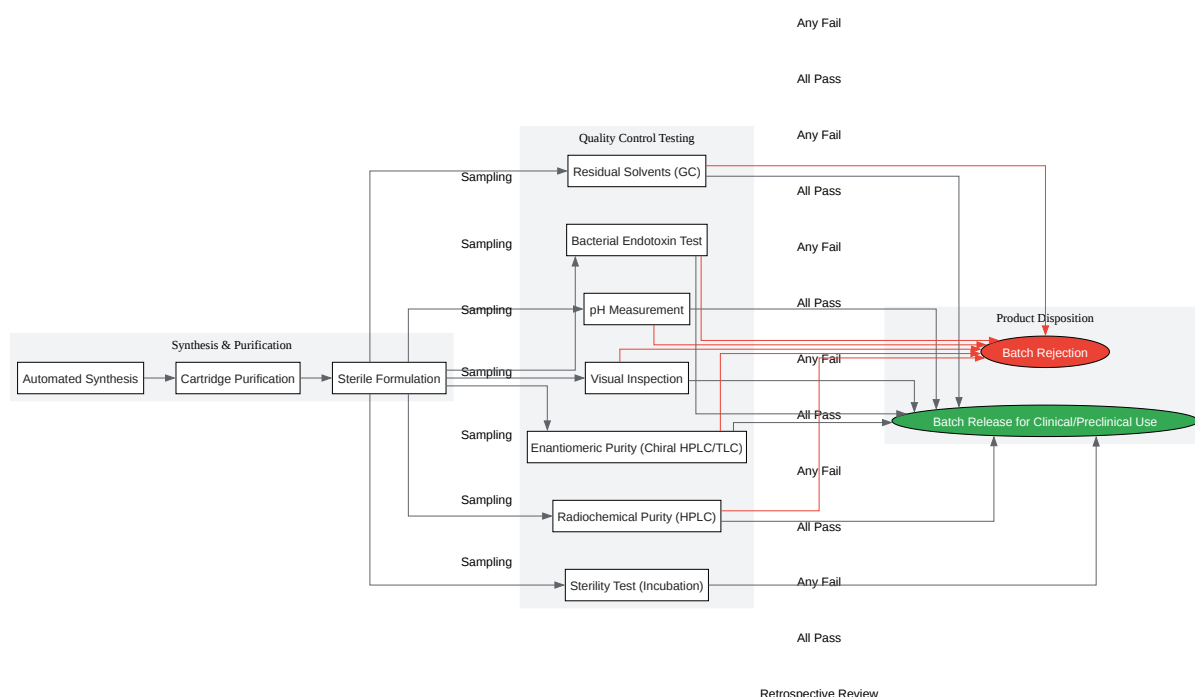 Any Fail
All Pass
Any Fail
Quality Control Testing
Residual Solvents (GC)
Sampling
All Pass
Bacterial Endotoxin Test
Sampling
Any Fail
All Pass
Sampling
pH Measurement
Product Disposition
Synthesis & Purification
Batch Rejection
Any Fail
Sampling
Automated Synthesis
Cartridge Purification
Sterile Formulation
Visual Inspection
All Pass
Batch Release for Clinical/Preclinical Use
Sampling
Enantiomeric Purity (Chiral HPLC/TLC)
Any Fail
Sampling
Radiochemical Purity (HPLC)
All Pass
Sampling
Sterility Test (Incubation)
Any Fail
All Pass
Retrospective Review